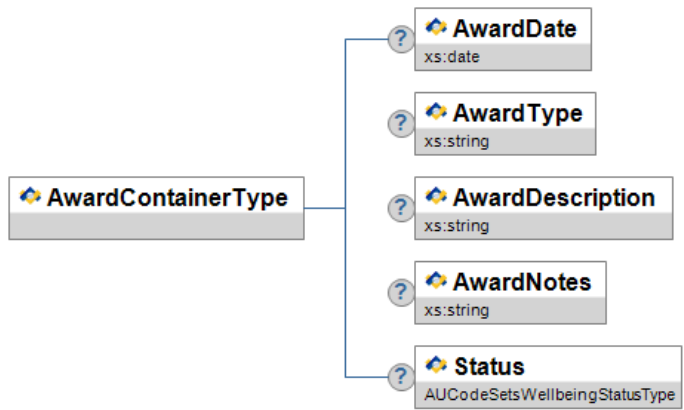 ?
AwardDate
xs:date
?
AwardType
xs:string
AwardContainerType
?
AwardDescription
xs:string
?
AwardNotes
xs:string
?
Status
AUCodeSetsWellbeingStatusType